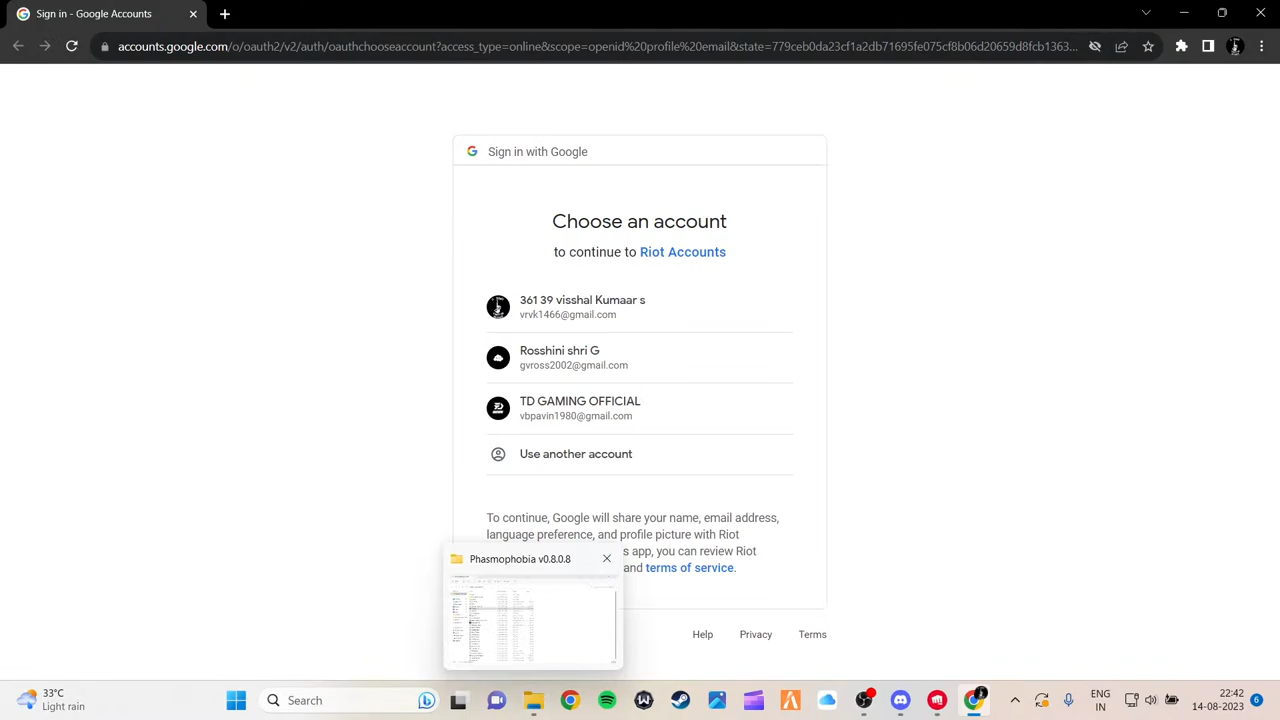 Sign in - Google Accounts
accounts.google.com/o/oauth2/v2/auth/oauthchooseaccount?access_type=online&scope=openid%20profile%20email&state=779ceb0da23cf1a2db7165f5fe075cf8b06d20659d8fcb1363...
Sign in with Google
Choose an account
to continue to Riot Accounts
361 39 visshal Kumaar s
vrvk1466@gmail.com
Rosshini shri G
gvross2002@gmail.com
TD GAMING OFFICIAL
vbpavin1980@gmail.com
Use another account
To continue, Google will share your name, email address,
language preference, and profile picture with Riot
s app, you can review Riot
and terms of service.
Phasmophobia v0.8.0.8
Help Privacy Terms
33°C
Light rain
Search
ENG
IN
22:42
14-08-2023
6